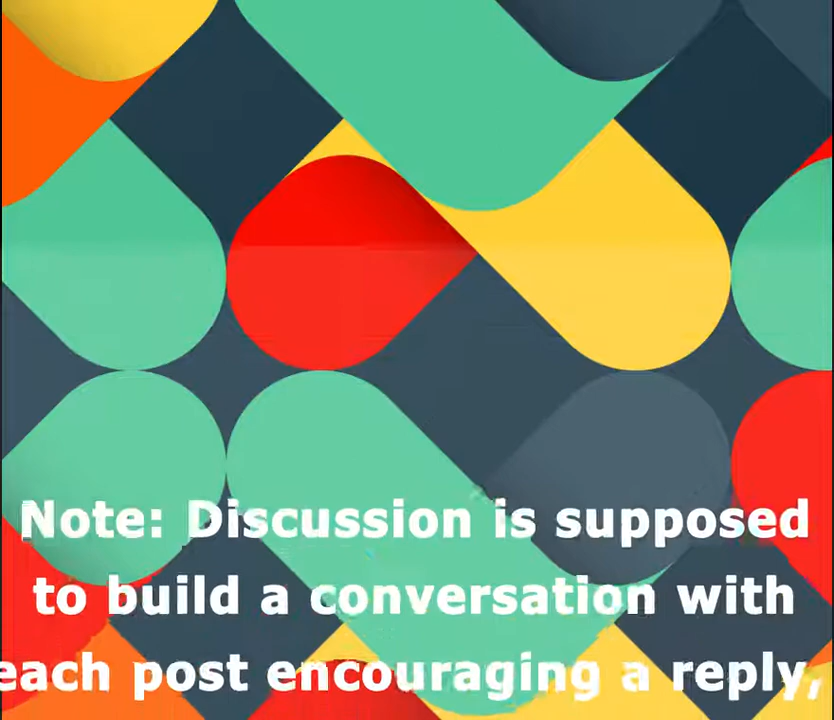 Note: Discussion is supposed
to build a conversation with
each post encouraging a reply,